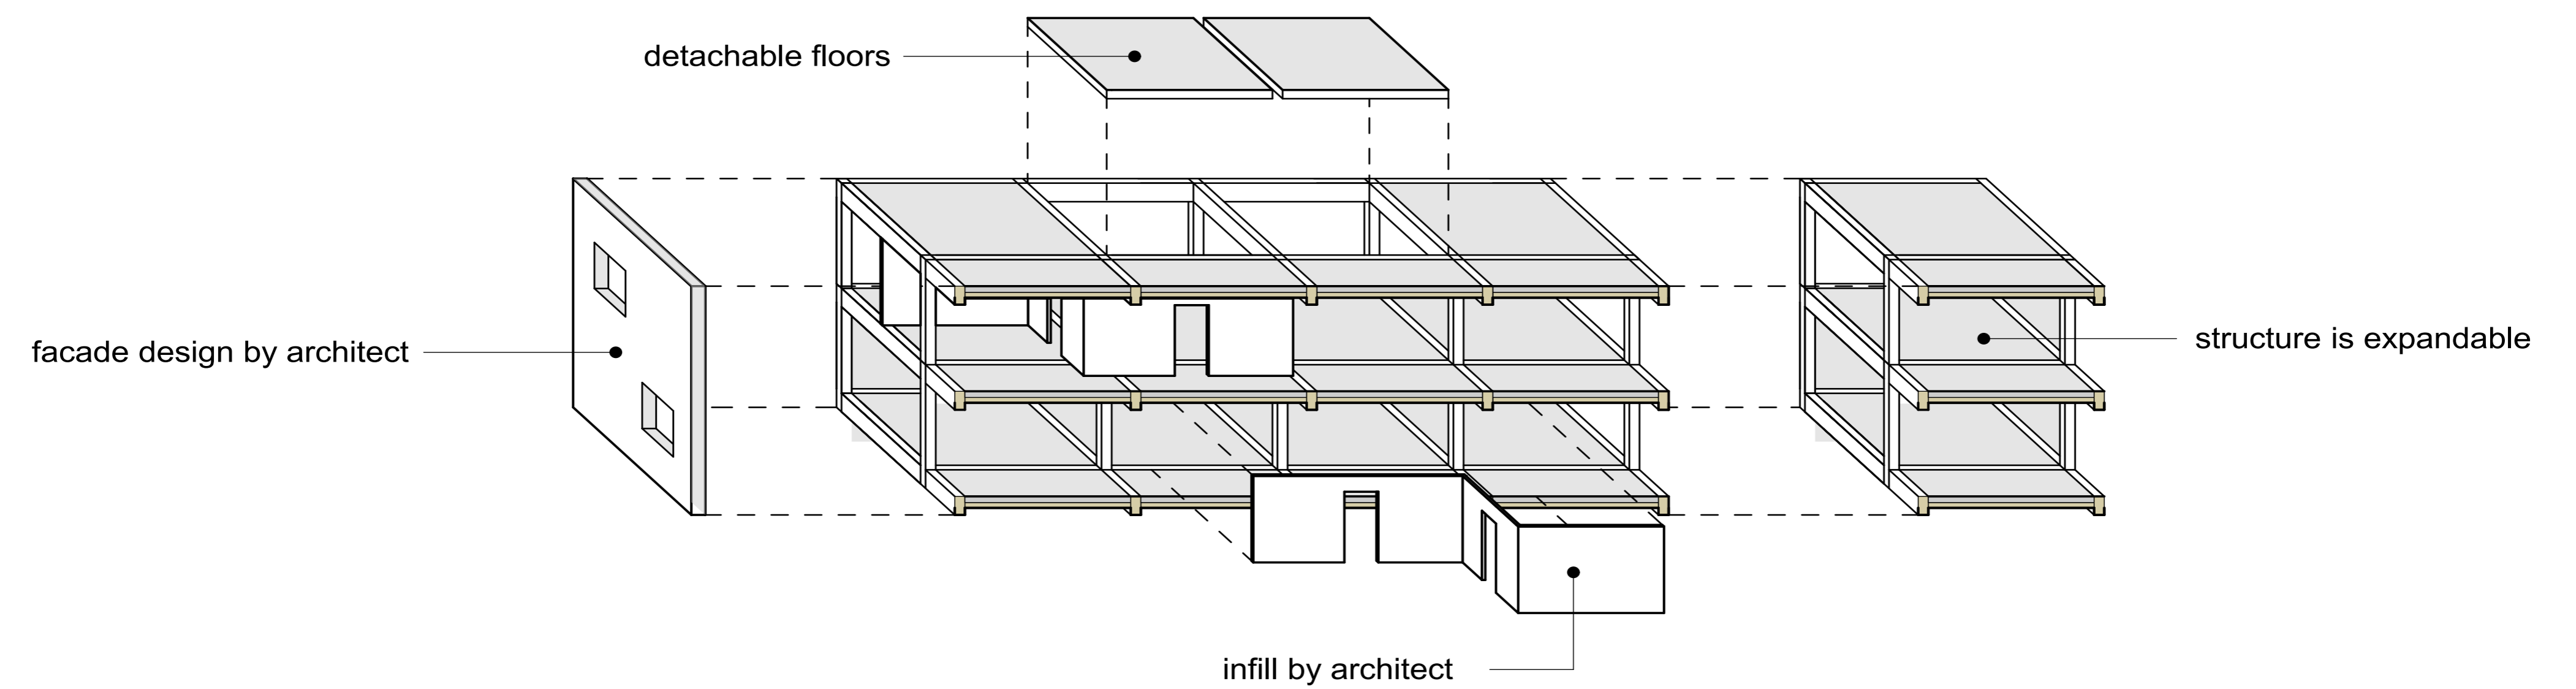 detachable floors
facade design by architect
structure is expandable
infill by architect